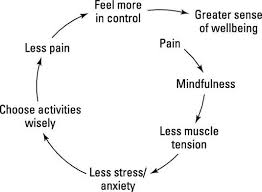 Feel more
in control
Greater sense
of wellbeing
Pain
Mindfulness
Less muscle
tension
Less stress/
anxiety
Choose activities
wisely
Less pain